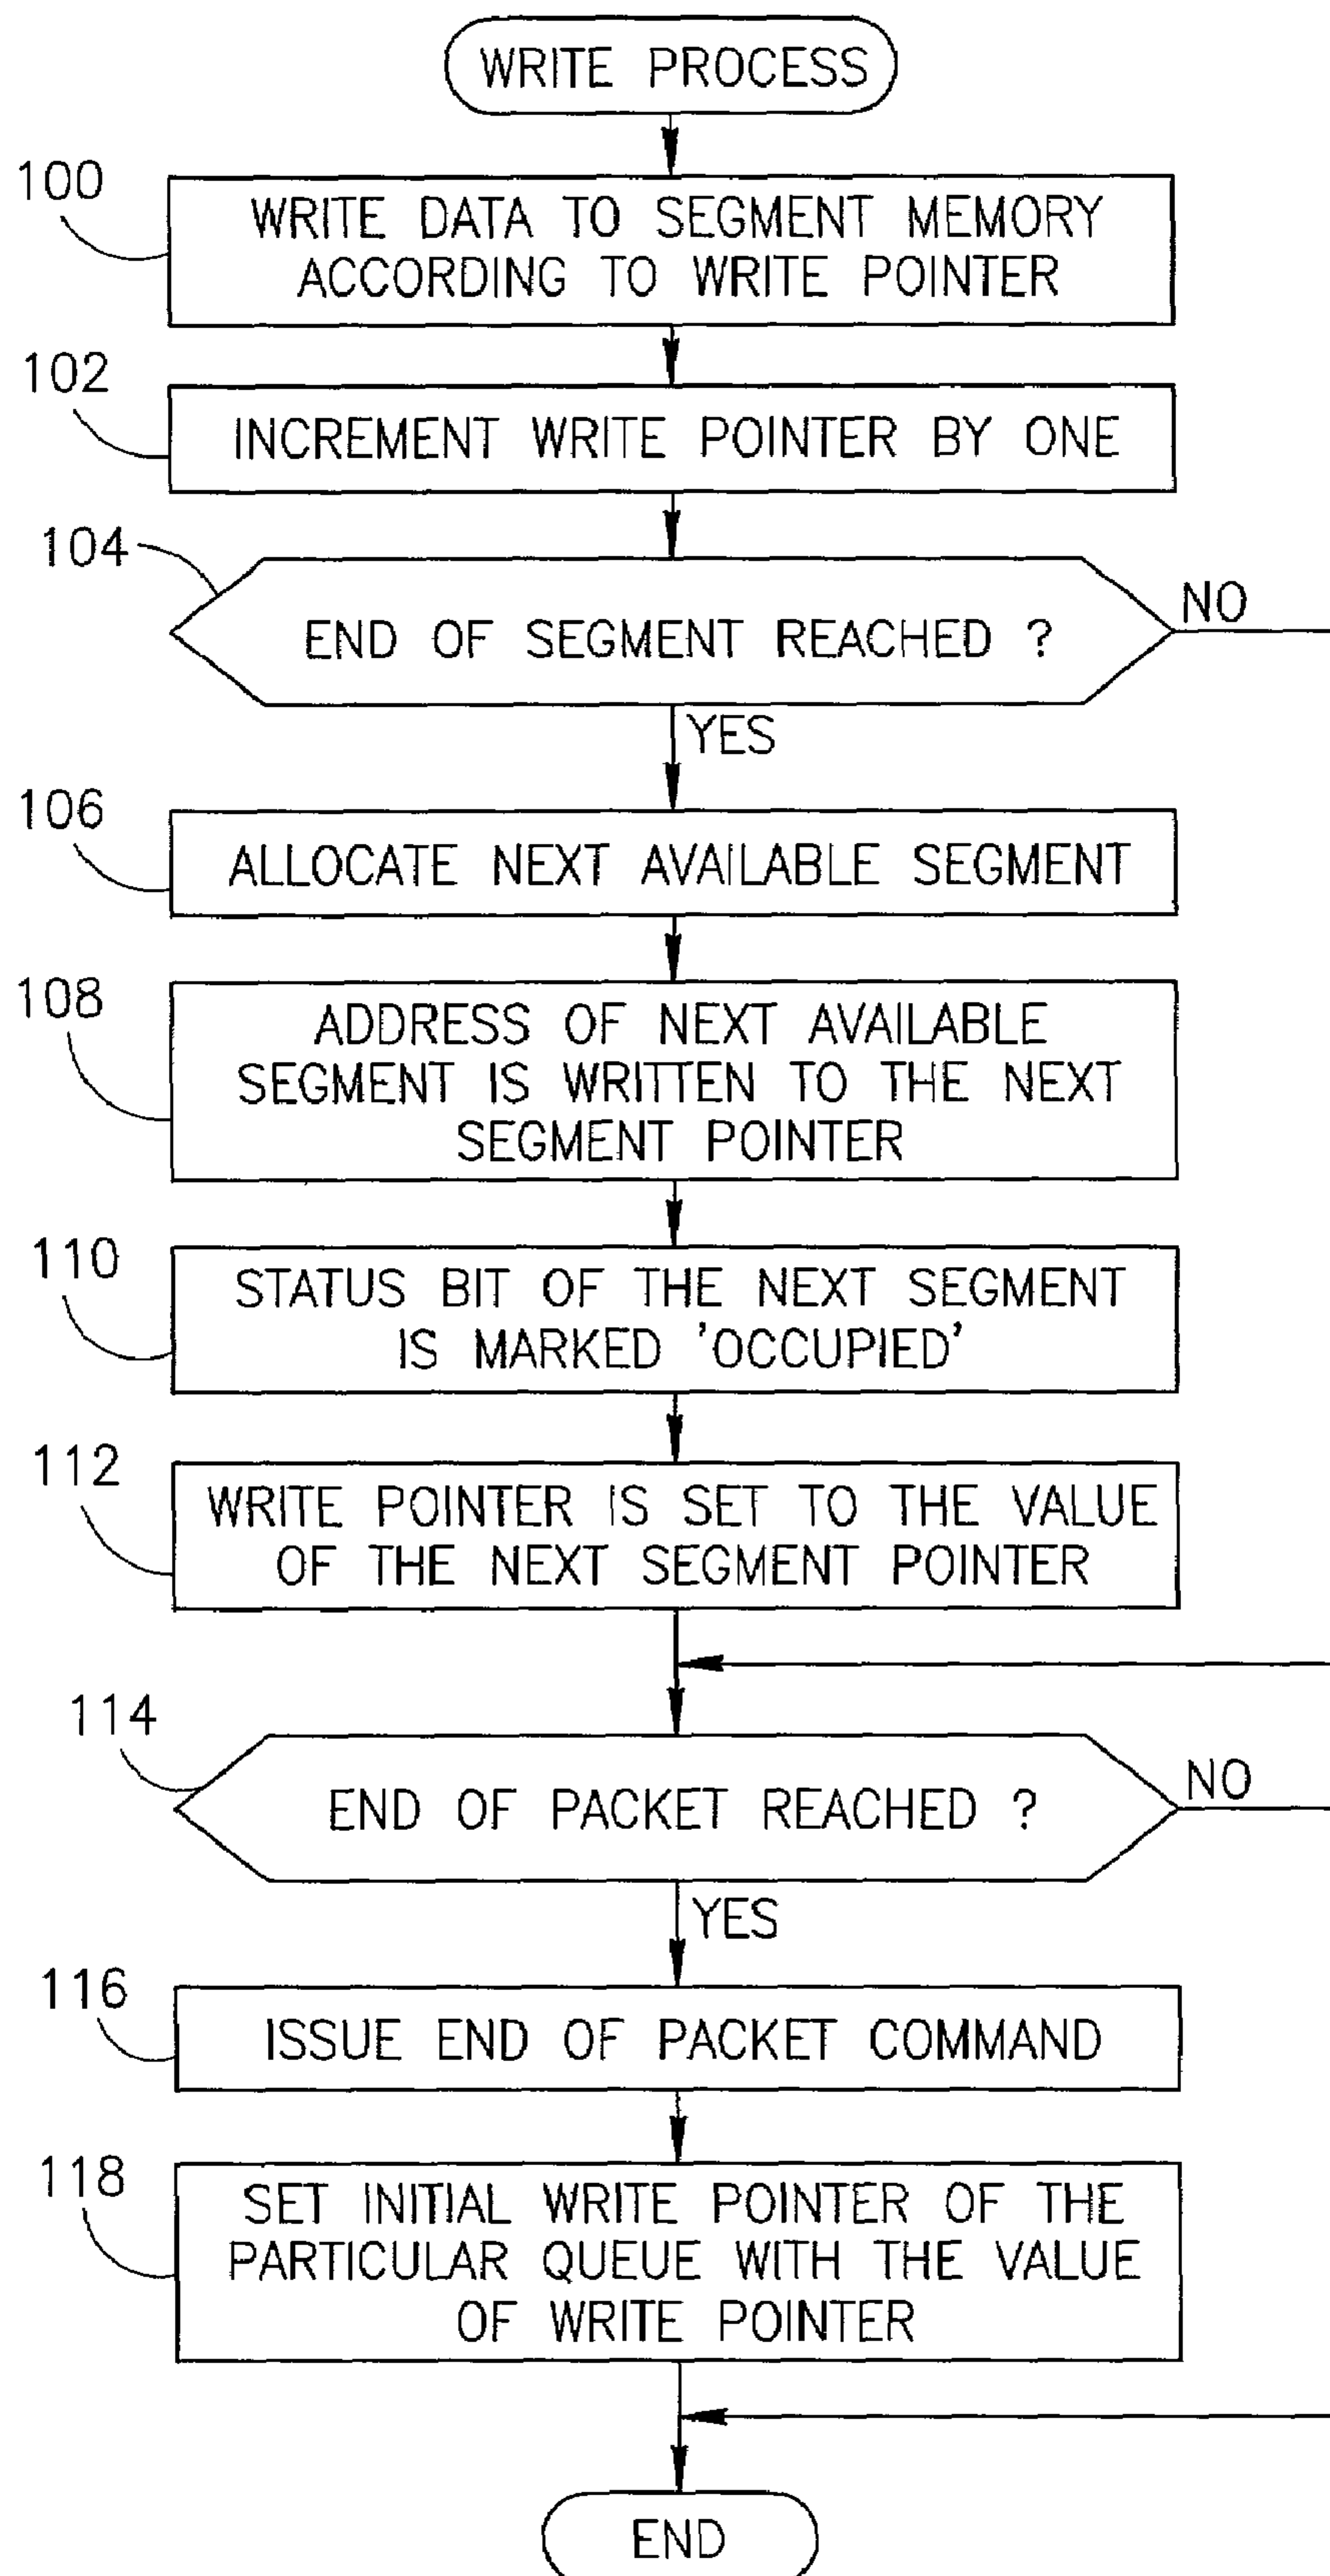 WRITE PROCESS
100
WRITE DATA TO SEGMENT MEMORY
ACCORDING TO WRITE POINTER
102
INCREMENT WRITE POINTER BY ONE
104
END OF SEGMENT REACHED ?
NO
YES
106
ALLOCATE NEXT AVAILABLE SEGMENT
108
ADDRESS OF NEXT AVAILABLE
SEGMENT IS WRITTEN TO THE NEXT
SEGMENT POINTER
110
STATUS BIT OF THE NEXT SEGMENT
IS MARKED 'OCCUPIED'
112
WRITE POINTER IS SET TO THE VALUE
OF THE NEXT SEGMENT POINTER
114
END OF PACKET REACHED ?
NO
YES
116
ISSUE END OF PACKET COMMAND
118
SET INITIAL WRITE POINTER OF THE
PARTICULAR QUEUE WITH THE VALUE
OF WRITE POINTER
END